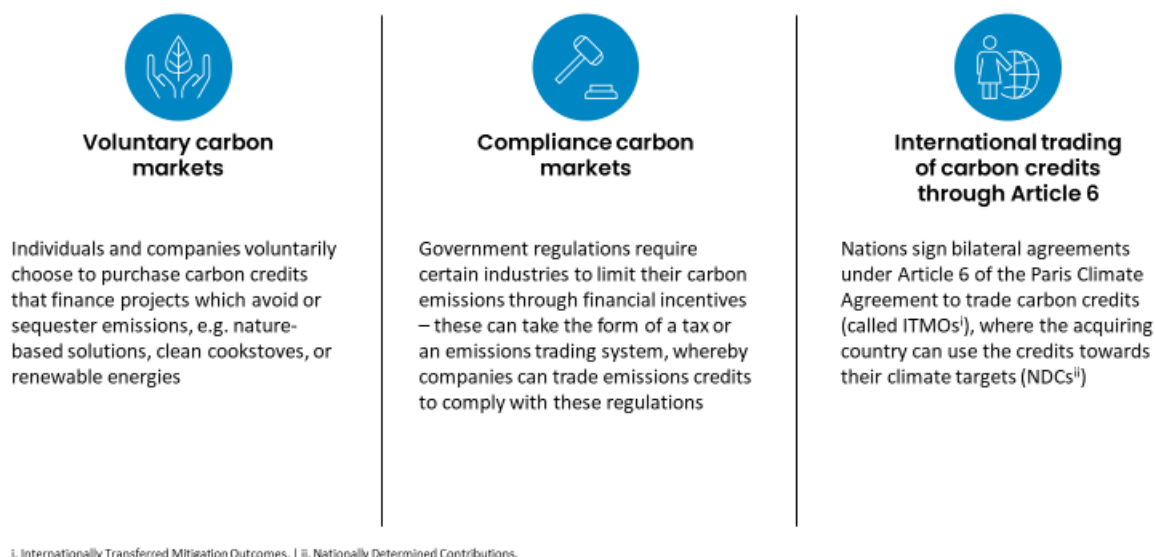 Voluntary carbon
markets
Individuals and companies voluntarily
choose to purchase carbon credits
that finance projects which avoid or
sequester emissions, e.g. nature-
based solutions, clean cookstoves, or
renewable energies
Compliance carbon
markets
Government regulations require
certain industries to limit their carbon
emissions through financial incentives
– these can take the form of a tax or
an emissions trading system, whereby
companies can trade emissions credits
to comply with these regulations
International trading
of carbon credits
through Article 6
Nations sign bilateral agreements
under Article 6 of the Paris Climate
Agreement to trade carbon credits
(called ITMOsⁱ), where the acquiring
country can use the credits towards
their climate targets (NDCsⁱⁱ)
i. Internationally Transferred Mitigation Outcomes. | ii. Nationally Determined Contributions.